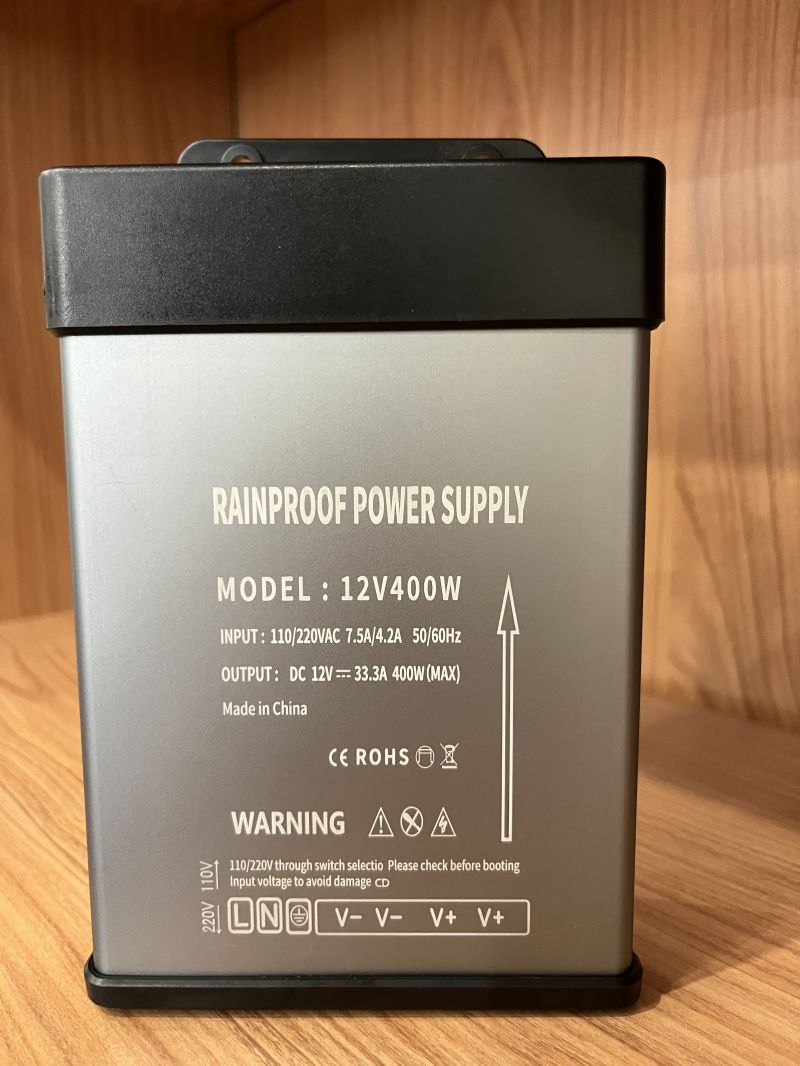 RAINPROOF POWER SUPPLY
MODEL : 12V400W
INPUT : 110/220VAC 7.5A/4.2A 50/60Hz
OUTPUT : DC 12V⎓33.3A 400W(MAX)
Made in China
CE ROHS
WARNING
110V
110/220V through switch selectio Please check before booting
Input voltage to avoid damage CD
220V
L N V- V- V+ V+